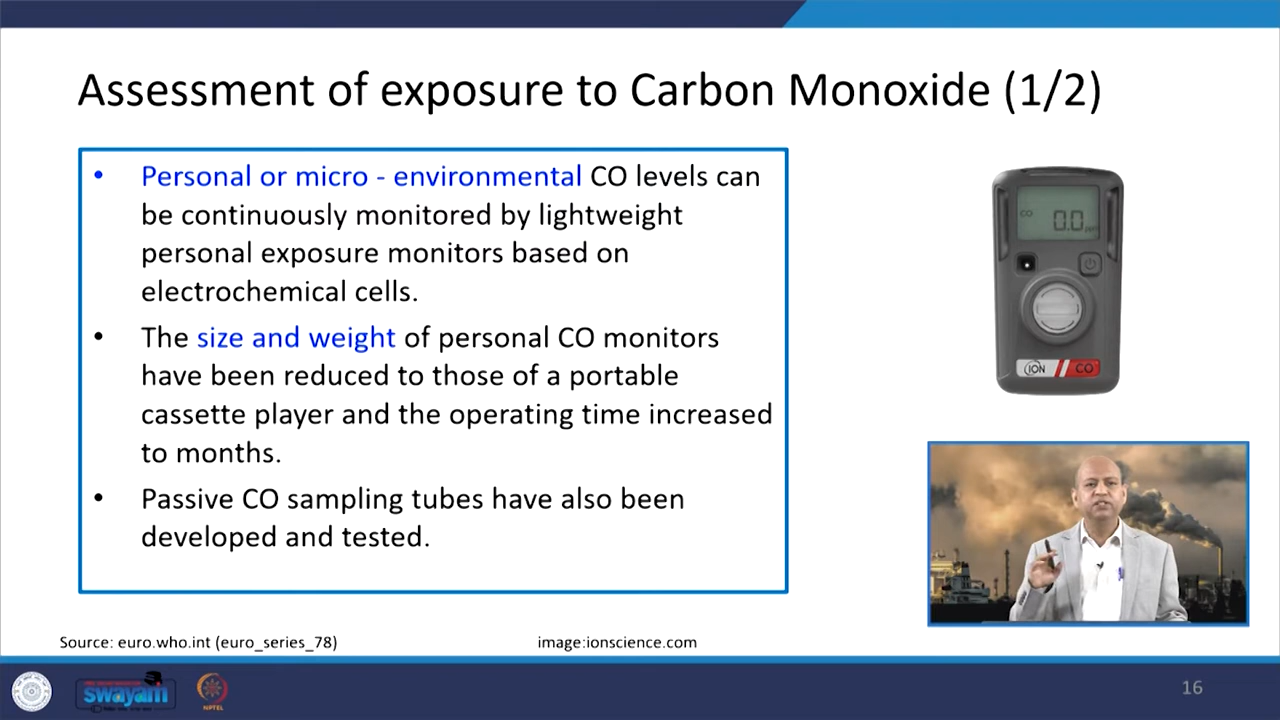 Assessment of exposure to Carbon Monoxide (1/2)
• Personal or micro - environmental CO levels can
be continuously monitored by lightweight
personal exposure monitors based on
electrochemical cells.
• The size and weight of personal CO monitors
have been reduced to those of a portable
cassette player and the operating time increased
to months.
• Passive CO sampling tubes have also been
developed and tested.
CO
0.0 ppm
ION
CO
Source: euro.who.int (euro_series_78)
image:ionscience.com
swayam
NPTEL
16